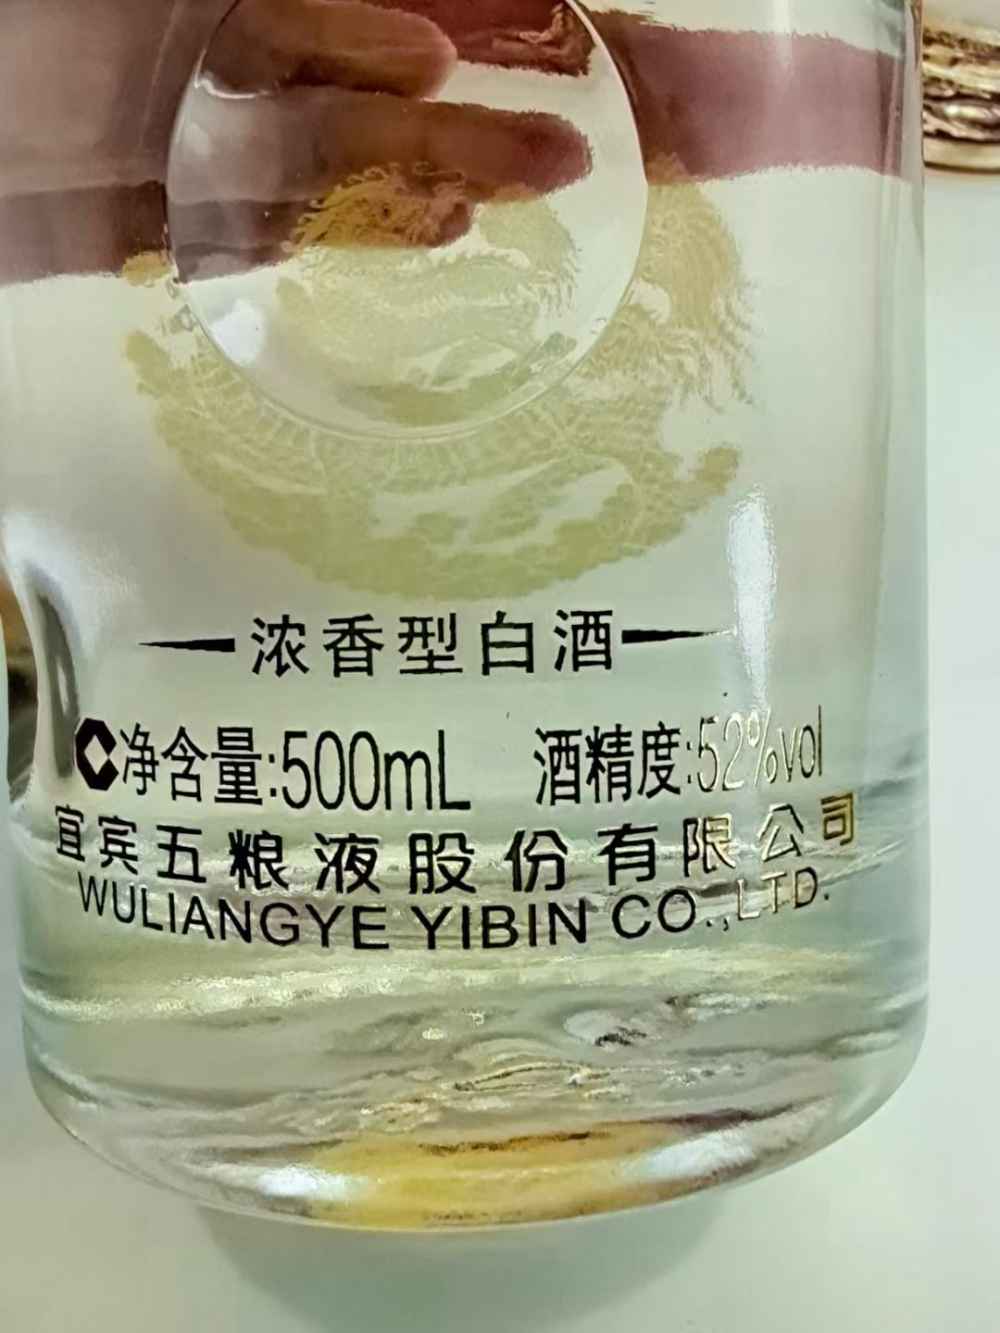 浓香型白酒
净含量:500mL 酒精度:52%vol
宜宾五粮液股份有限公司
WULIANGYE YIBIN CO.,LTD.